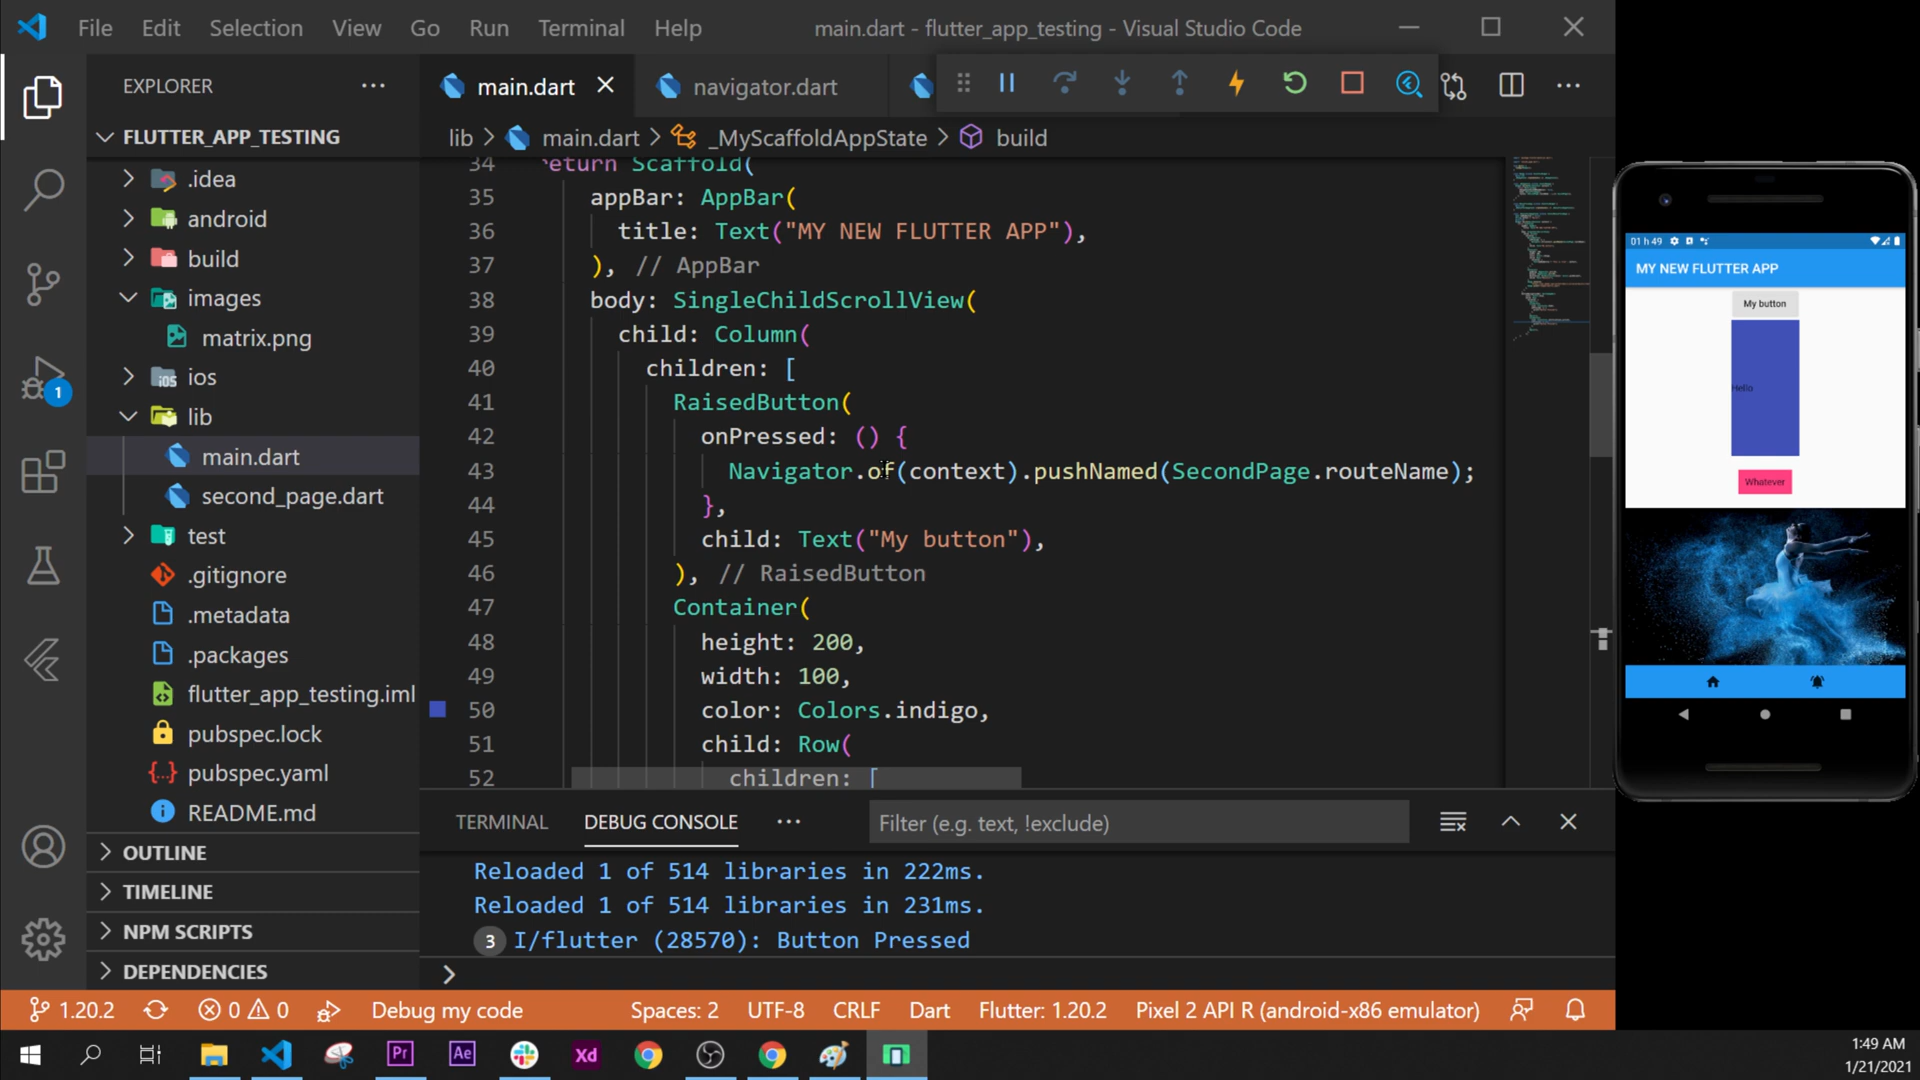 File Edit Selection View Go Run Terminal Help
main.dart - flutter_app_testing - Visual Studio Code
EXPLORER
main.dart
navigator.dart
FLUTTER_APP_TESTING
.idea
android
build
images
matrix.png
ios
lib
main.dart
second_page.dart
test
.gitignore
.metadata
.packages
flutter_app_testing.iml
pubspec.lock
pubspec.yaml
README.md
OUTLINE
TIMELINE
NPM SCRIPTS
DEPENDENCIES
1
lib > main.dart > _MyScaffoldAppState > build
34 return Scaffold(
35 appBar: AppBar(
36 title: Text("MY NEW FLUTTER APP"),
37 ), // AppBar
38 body: SingleChildScrollView(
39 child: Column(
40 children: [
41 RaisedButton(
42 onPressed: () {
43 Navigator.of(context).pushNamed(SecondPage.routeName);
44 },
45 child: Text("My button"),
46 ), // RaisedButton
47 Container(
48 height: 200,
49 width: 100,
50 color: Colors.indigo,
51 child: Row(
52 children: [
TERMINAL DEBUG CONSOLE
Filter (e.g. text, !exclude)
Reloaded 1 of 514 libraries in 222ms.
Reloaded 1 of 514 libraries in 231ms.
3 I/flutter (28570): Button Pressed
>
01 h 49
MY NEW FLUTTER APP
My button
Hello
Whatever
1.20.2 0 0 Debug my code Spaces: 2 UTF-8 CRLF Dart Flutter: 1.20.2 Pixel 2 API R (android-x86 emulator)
Pr Ae Xd
1:49 AM
1/21/2021